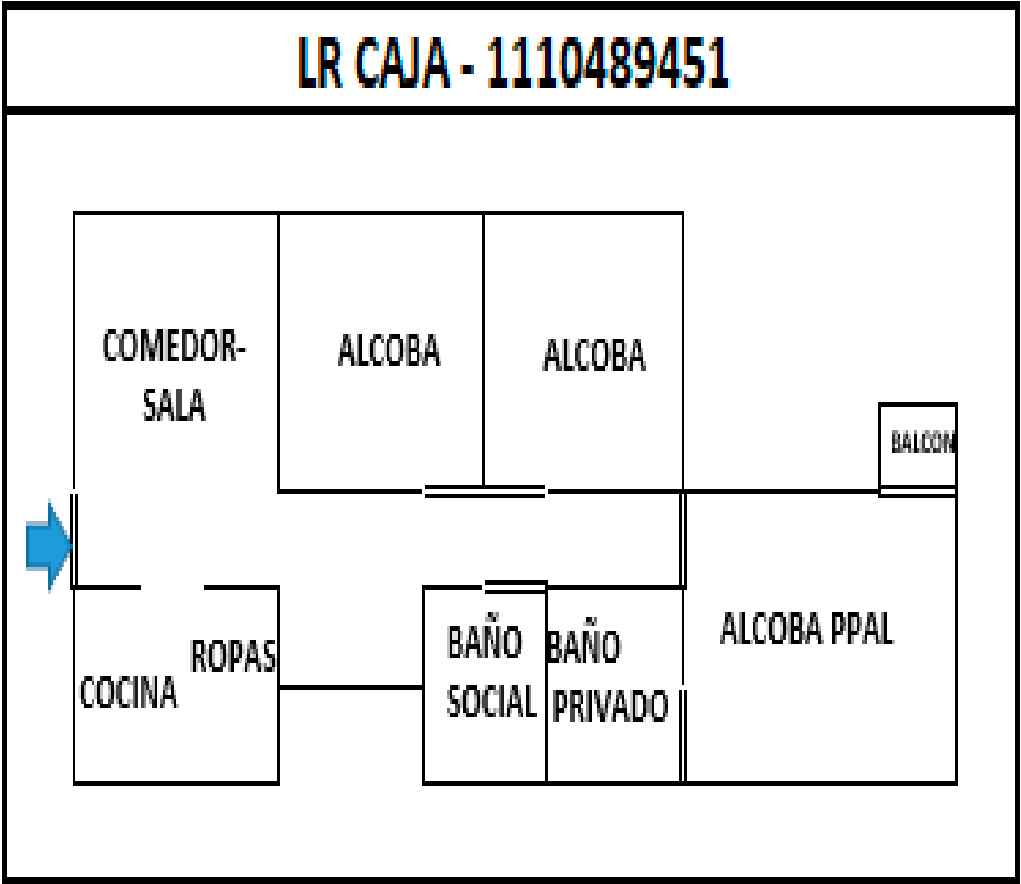 LR CAJA - 1110489451
COMEDOR-
SALA
ALCOBA
ALCOBA
BALCON
ROPAS
COCINA
BAÑO
SOCIAL
BAÑO
PRIVADO
ALCOBA PPAL